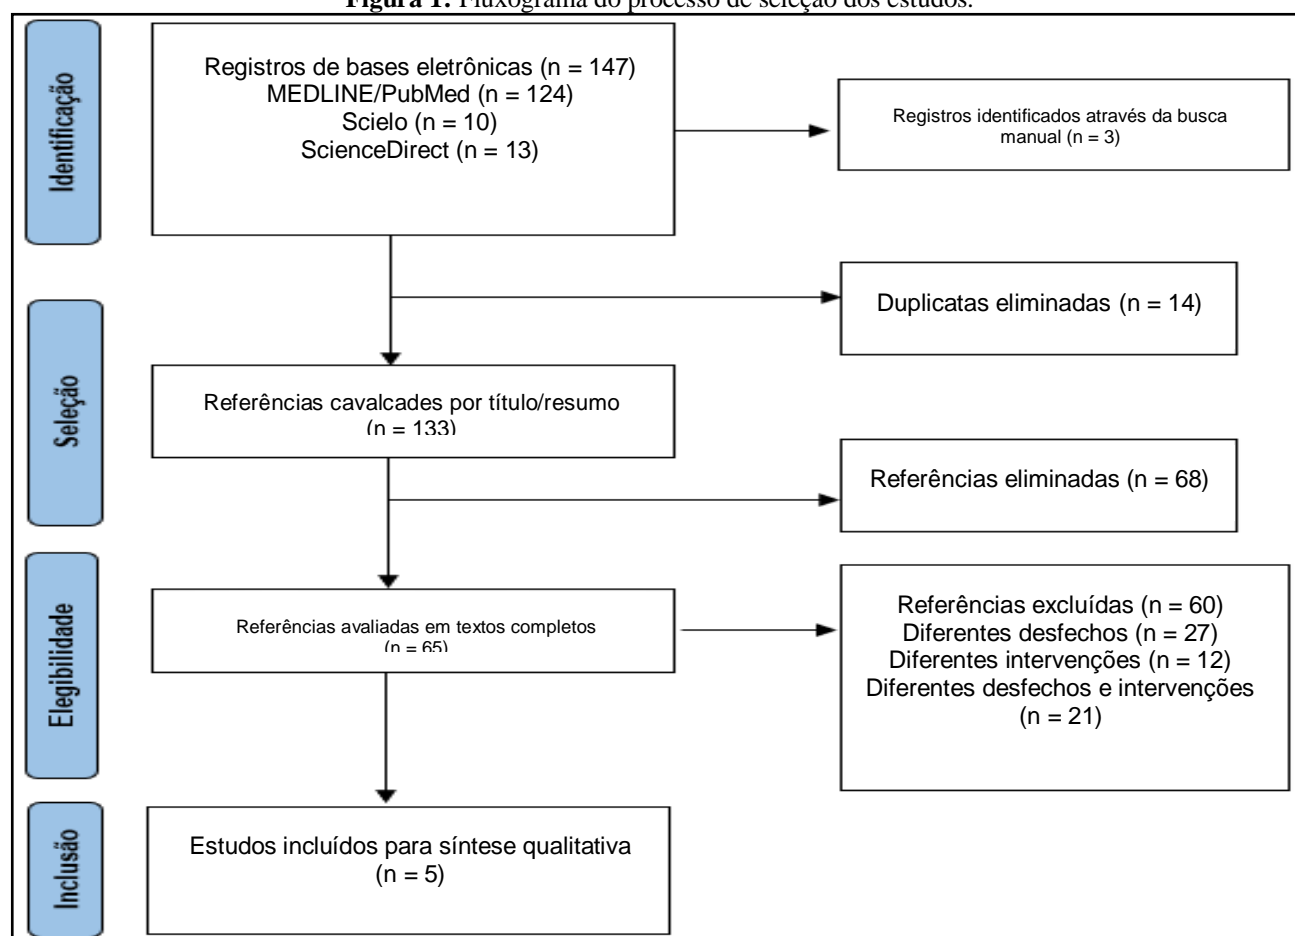 Figura 1. Fluxograma do processo de seleção dos estudos.
Identificação
Registros de bases eletrônicas (n = 147)
MEDLINE/PubMed (n = 124)
Scielo (n = 10)
ScienceDirect (n = 13)
Registros identificados através da busca
manual (n = 3)
Duplicatas eliminadas (n = 14)
Seleção
Referências cavalcades por título/resumo
(n = 133)
Referências eliminadas (n = 68)
Elegibilidade
Referências avaliadas em textos completos
(n = 65)
Referências excluídas (n = 60)
Diferentes desfechos (n = 27)
Diferentes intervenções (n = 12)
Diferentes desfechos e intervenções
(n = 21)
Inclusão
Estudos incluídos para síntese qualitativa
(n = 5)